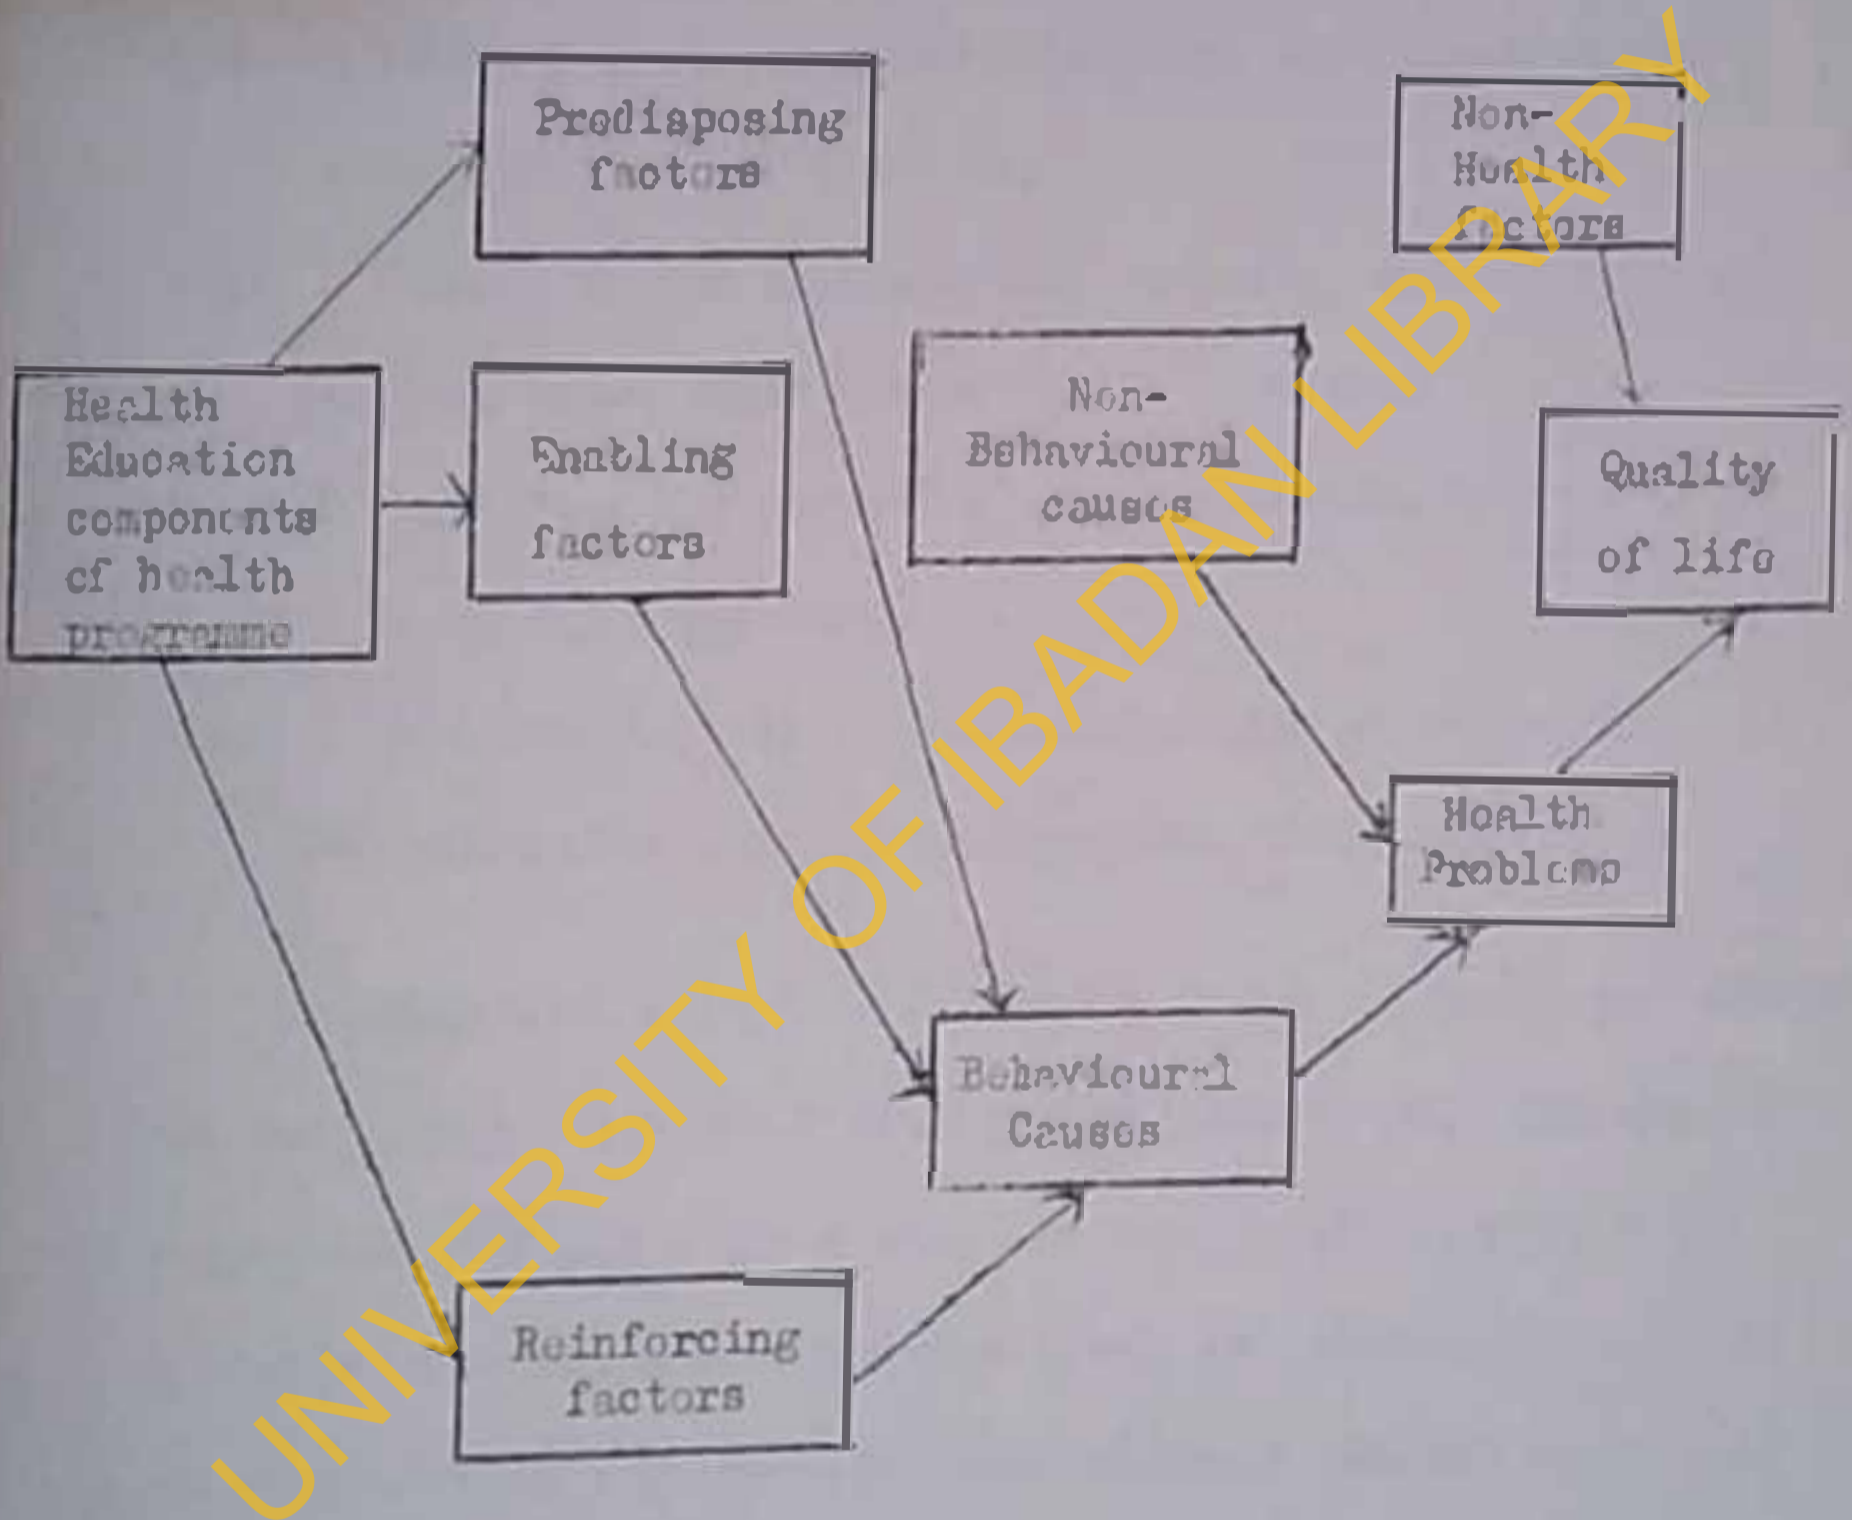 Predisposing
factors
Non-
Health
factors
Health
Education
components
of health
programme
Enabling
factors
Non-
Behavioural
causes
Quality
of life
Health
Problems
Behavioural
Causes
Reinforcing
factors
UNIVERSITY OF IBADAN LIBRARY